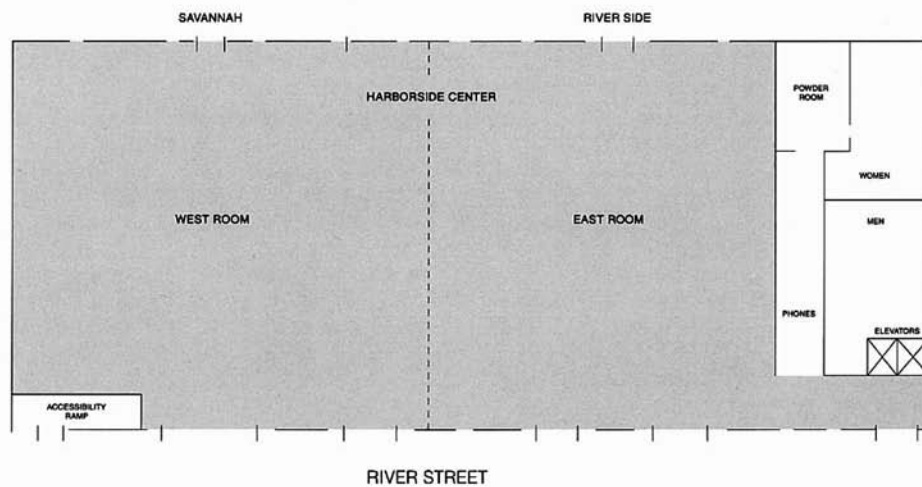 SAVANNAH
RIVER SIDE
HARBORSIDE CENTER
POWDER
ROOM
WOMEN
WEST ROOM
EAST ROOM
MEN
PHONES
ELEVATORS
ACCESSIBILITY
RAMP
RIVER STREET